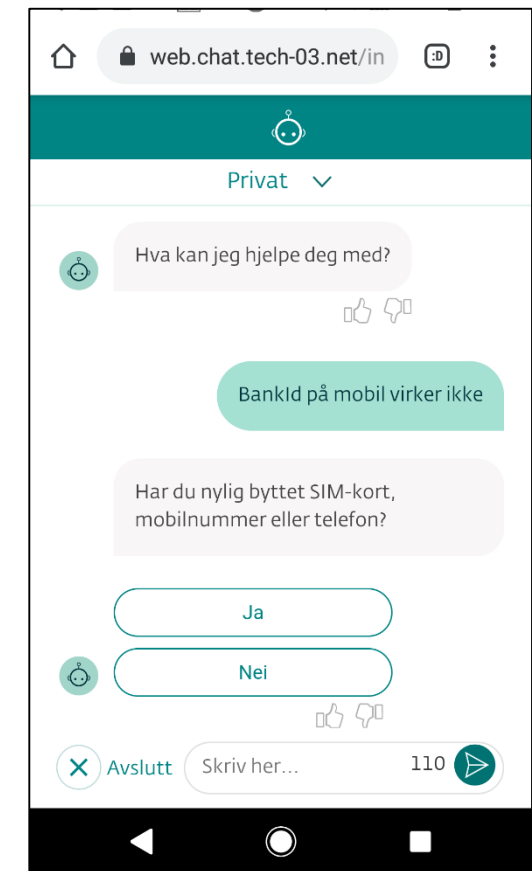 web.chat.tech-03.net/in
:D
Privat
Hva kan jeg hjelpe deg med?
BankId på mobil virker ikke
Har du nylig byttet SIM-kort,
mobilnummer eller telefon?
Ja
Nei
Avslutt
Skriv her...
110